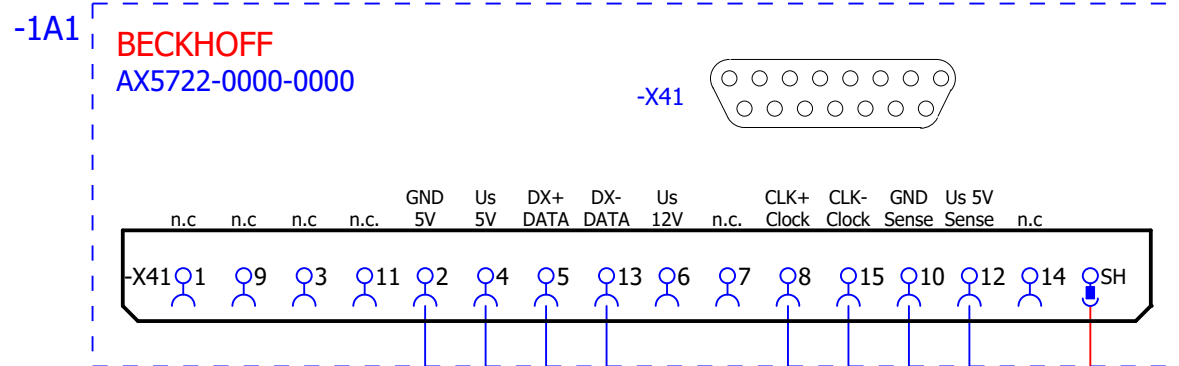 -1A1
BECKHOFF
AX5722-0000-0000
-X41
GND Us DX+ DX- Us CLK+ CLK- GND Us 5V
n.c n.c n.c n.c. 5V 5V DATA DATA 12V n.c. Clock Clock Sense Sense n.c
-X41 1 9 3 11 2 4 5 13 6 7 8 15 10 12 14 SH